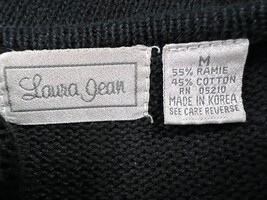 Laura Jean
M
55% RAMIE
45% COTTON
RN 05210
MADE IN KOREA
SEE CARE REVERSE